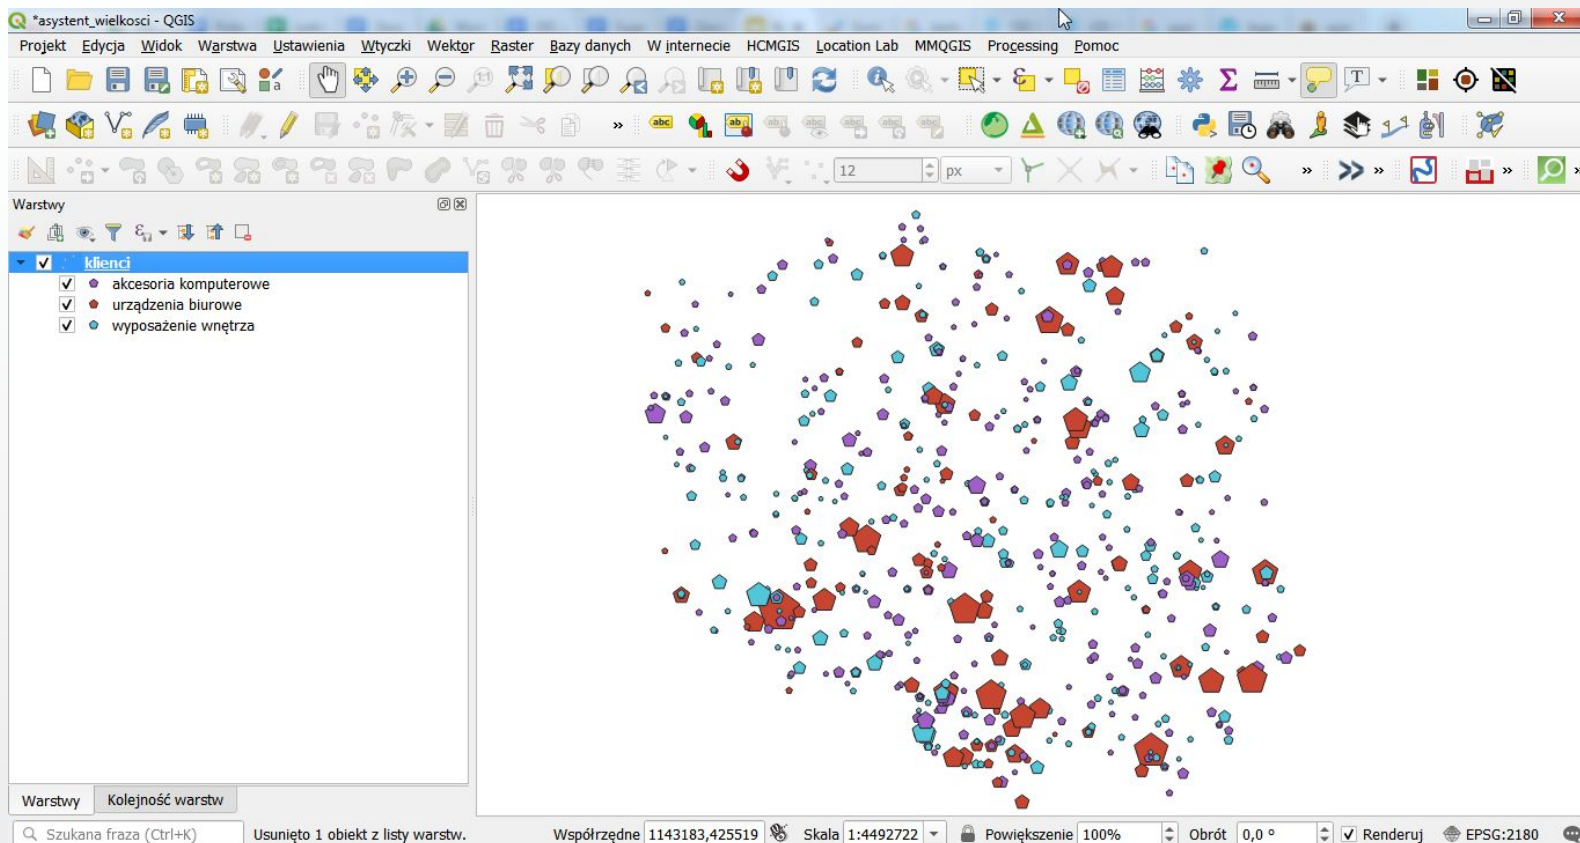 *asystent_wielkosci - QGIS
Projekt Edycja Widok Warstwa Ustawienia Wtyczki Wektor Raster Bazy danych W internecie HCMGIS Location Lab MMQGIS Processing Pomoc
12 px
Warstwy
klienci
akcesoria komputerowe
urządzenia biurowe
wyposażenie wnętrza
Warstwy Kolejność warstw
Szukana fraza (Ctrl+K) Usunięto 1 obiekt z listy warstw. Współrzędne 1143183,425519 Skala 1:4492722 Powiększenie 100% Obrót 0,0 ° Renderuj EPSG:2180